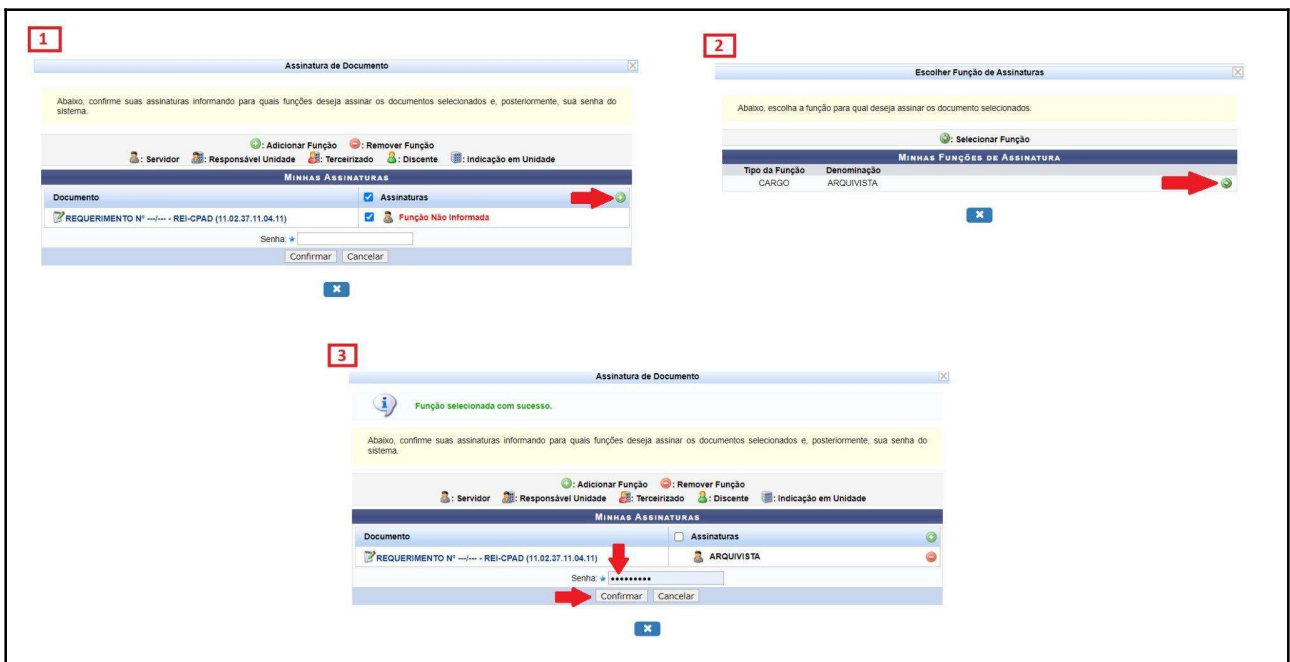 1
Assinatura de Documento
Abaixo, confirme suas assinaturas informando para quais funções deseja assinar os documentos selecionados e, posteriormente, sua senha do
sistema.
: Adicionar Função : Remover Função
: Servidor : Responsável Unidade : Terceirizado : Discente : Indicação em Unidade
MINHAS ASSINATURAS
Documento Assinaturas
REQUERIMENTO Nº ---/--- - REI-CPAD (11.02.37.11.04.11) Função Não Informada
Senha:
Confirmar Cancelar
2
Escolher Função de Assinaturas
Abaixo, escolha a função para qual deseja assinar os documento selecionados.
: Selecionar Função
MINHAS FUNÇÕES DE ASSINATURA
Tipo da Função Denominação
CARGO ARQUIVISTA
3
Assinatura de Documento
Função selecionada com sucesso.
Abaixo, confirme suas assinaturas informando para quais funções deseja assinar os documentos selecionados e, posteriormente, sua senha do
sistema.
: Adicionar Função : Remover Função
: Servidor : Responsável Unidade : Terceirizado : Discente : Indicação em Unidade
MINHAS ASSINATURAS
Documento Assinaturas
REQUERIMENTO Nº ---/--- - REI-CPAD (11.02.37.11.04.11) ARQUIVISTA
Senha: •••••••••
Confirmar Cancelar